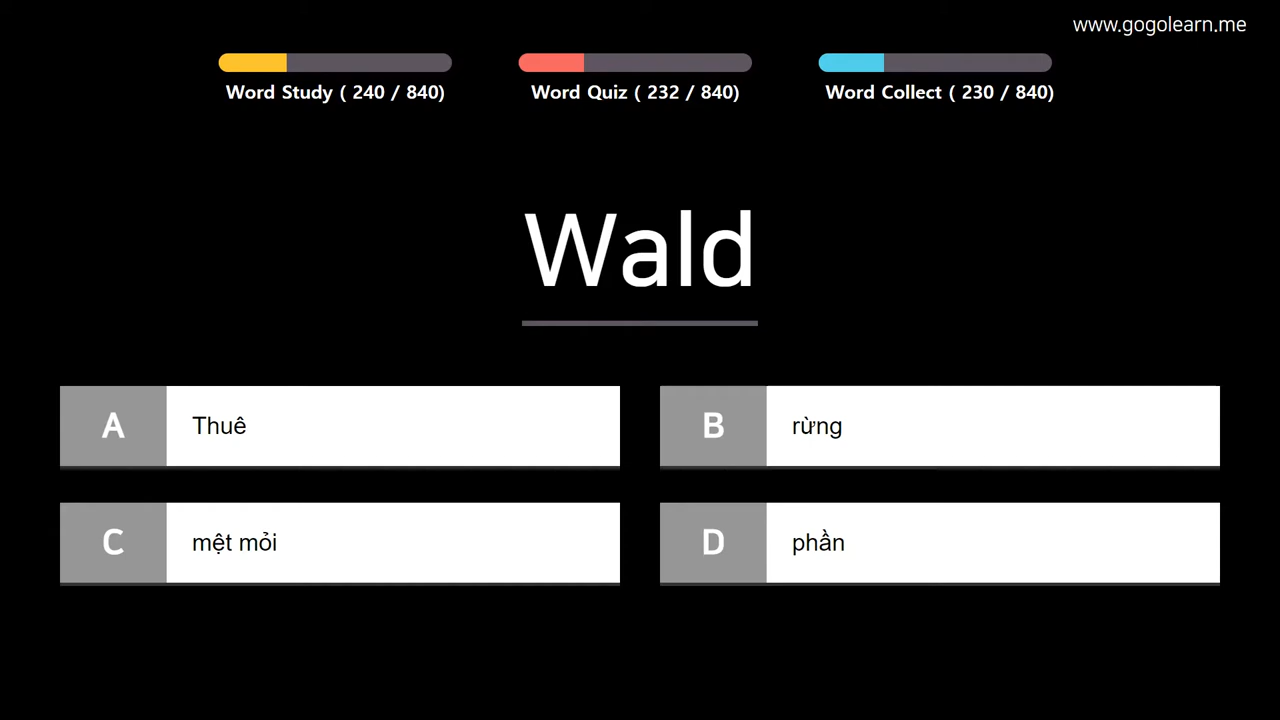 www.gogolearn.me
Word Study ( 240 / 840)
Word Quiz ( 232 / 840)
Word Collect ( 230 / 840)
Wald
A Thuê
B rừng
C mệt mỏi
D phần